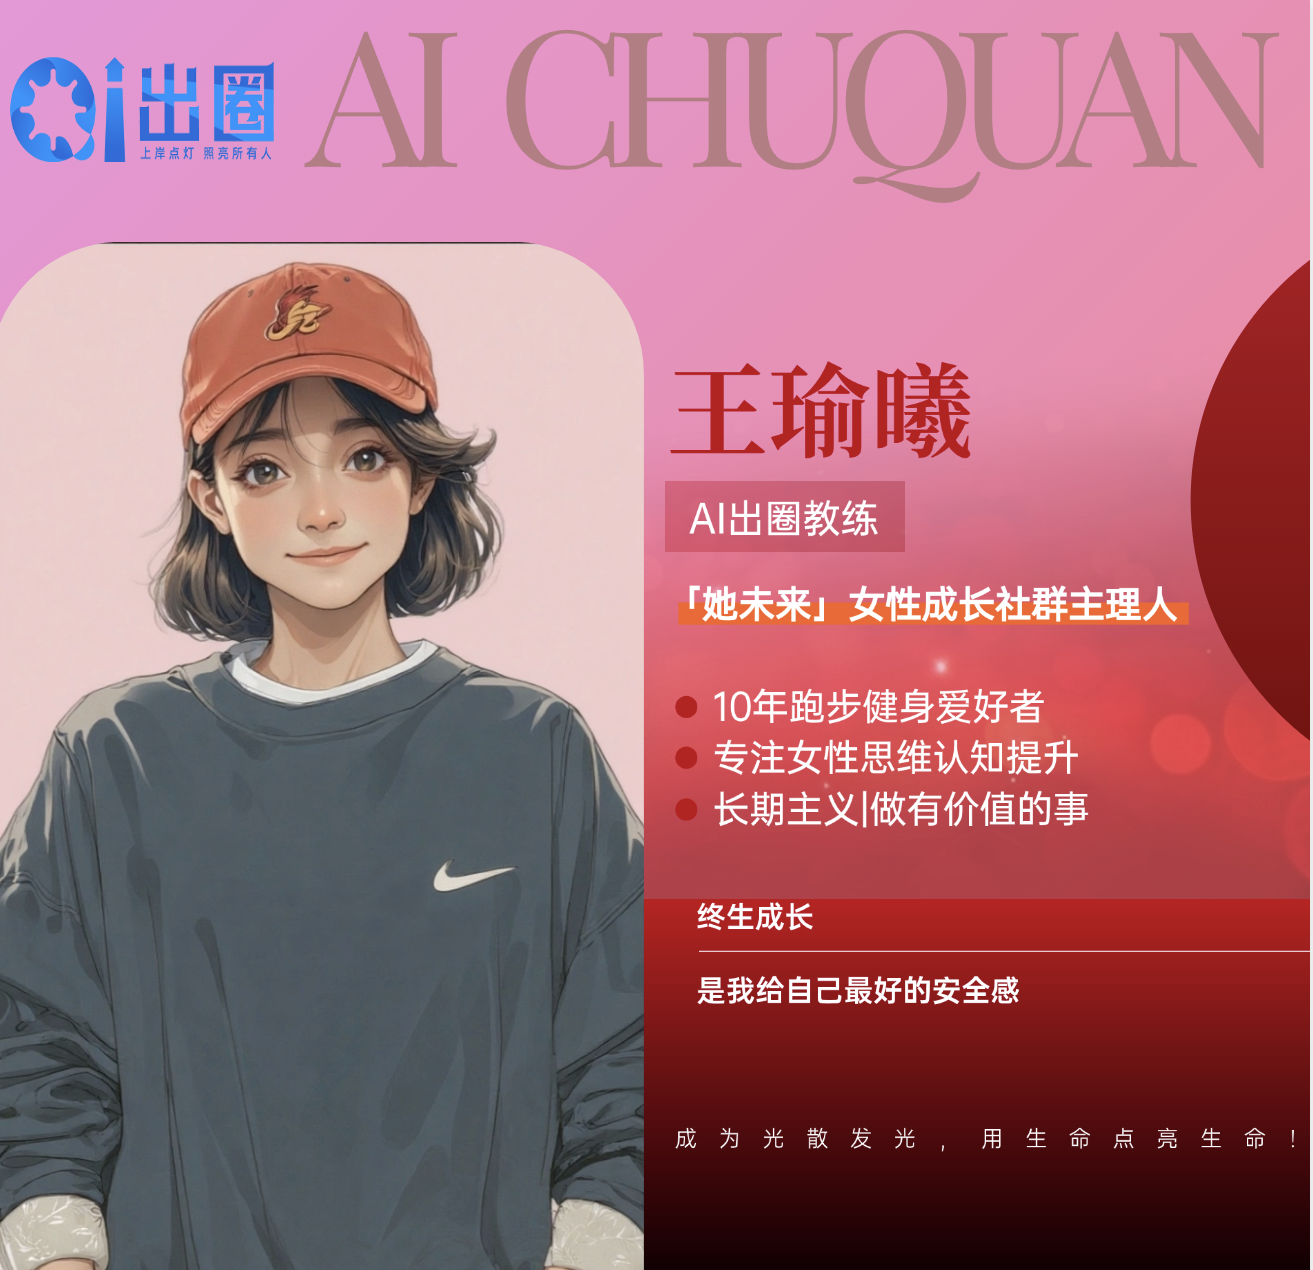 AI CHUQUAN
ai出圈
上岸点灯 照亮所有人
王瑜曦
AI出圈教练
「她未来」女性成长社群主理人
10年跑步健身爱好者
专注女性思维认知提升
长期主义|做有价值的事
终生成长
是我给自己最好的安全感
成为光散发光,用生命点亮生命!